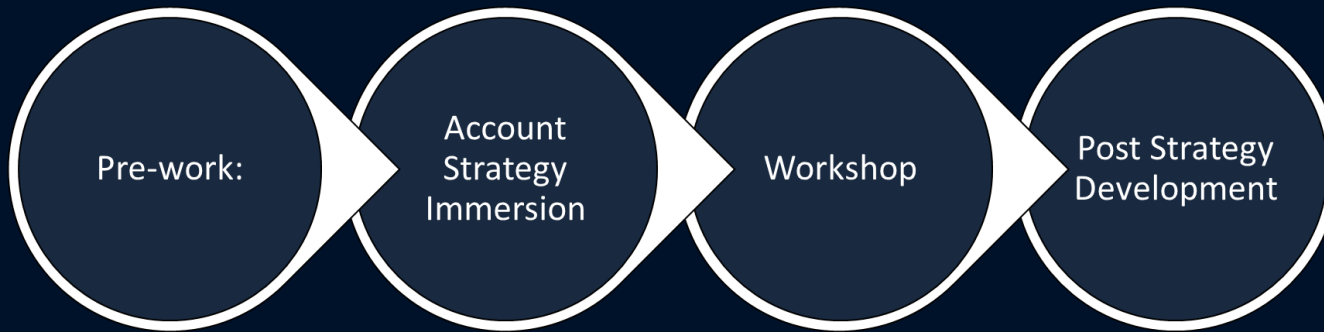 Pre-work:
Account
Strategy
Immersion
Workshop
Post Strategy
Development